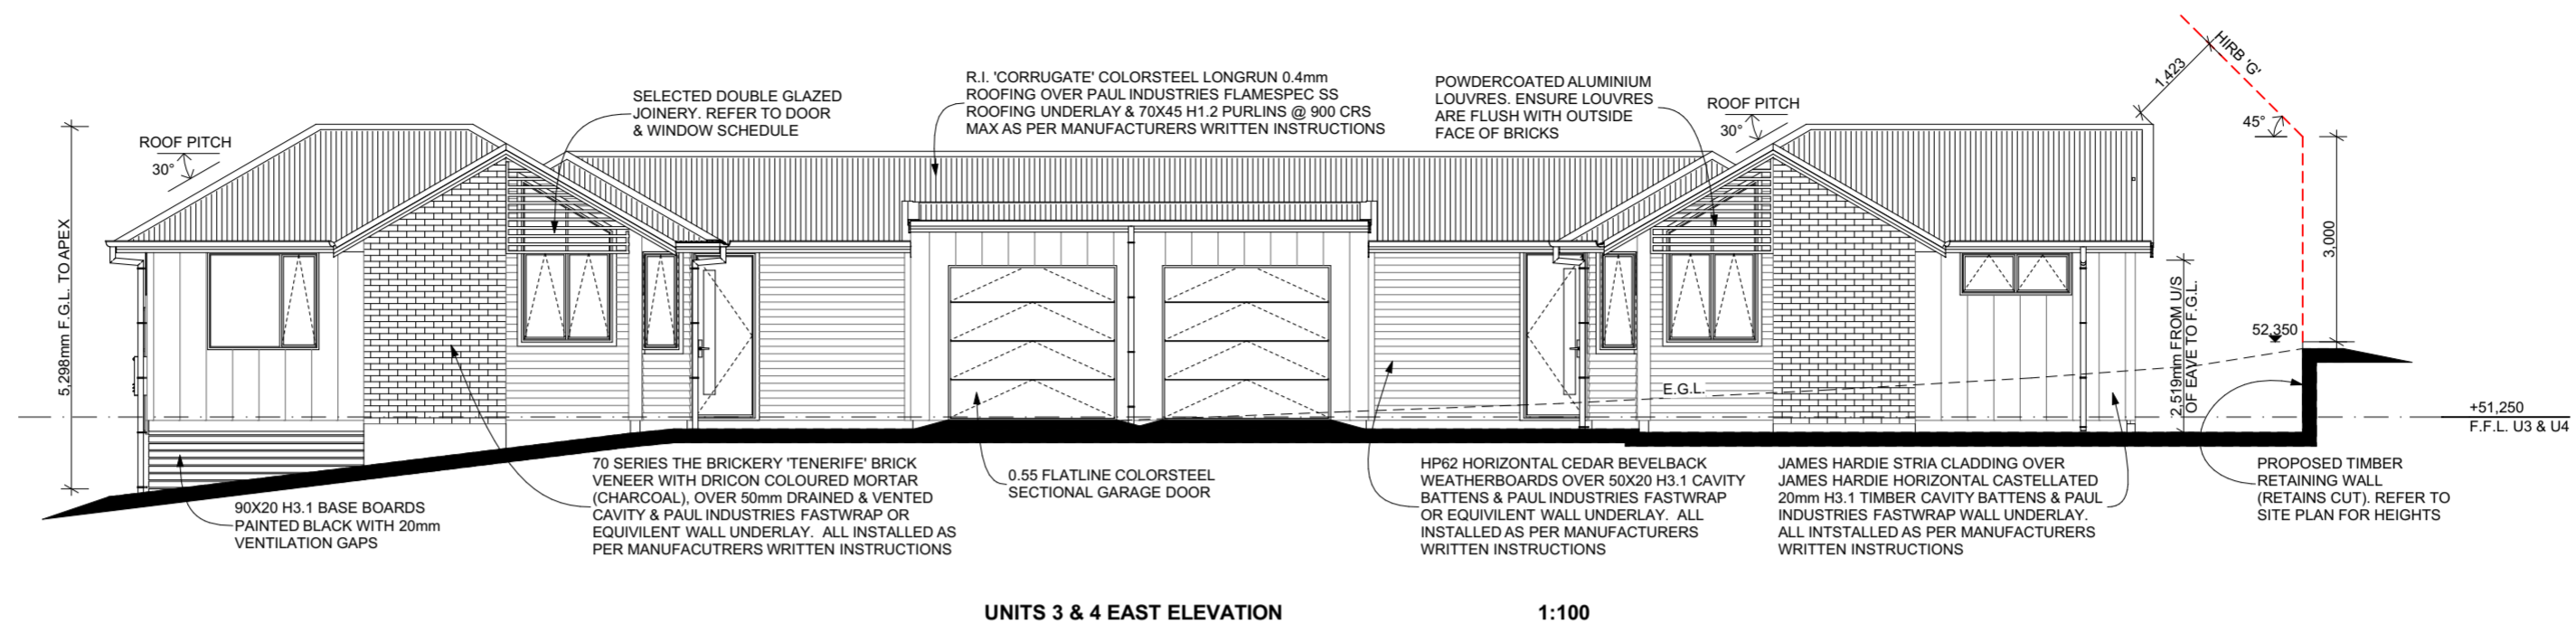 HIRB 'G'
1,423
R.I. 'CORRUGATE' COLORSTEEL LONGRUN 0.4mm
ROOFING OVER PAUL INDUSTRIES FLAMESPEC SS
ROOFING UNDERLAY & 70X45 H1.2 PURLINS @ 900 CRS
MAX AS PER MANUFACTURERS WRITTEN INSTRUCTIONS
POWDERCOATED ALUMINIUM
LOUVRES. ENSURE LOUVRES
ARE FLUSH WITH OUTSIDE
FACE OF BRICKS
SELECTED DOUBLE GLAZED
JOINERY. REFER TO DOOR
& WINDOW SCHEDULE
ROOF PITCH
30°
ROOF PITCH
30°
45°
5,298mm F.G.L. TO APEX
3,000
2,519mm FROM U/S
OF EAVE TO F.G.L.
52,350
E.G.L.
+51,250
F.F.L. U3 & U4
90X20 H3.1 BASE BOARDS
PAINTED BLACK WITH 20mm
VENTILATION GAPS
70 SERIES THE BRICKERY 'TENERIFE' BRICK
VENEER WITH DRICON COLOURED MORTAR
(CHARCOAL), OVER 50mm DRAINED & VENTED
CAVITY & PAUL INDUSTRIES FASTWRAP OR
EQUIVILENT WALL UNDERLAY. ALL INSTALLED AS
PER MANUFACUTRERS WRITTEN INSTRUCTIONS
0.55 FLATLINE COLORSTEEL
SECTIONAL GARAGE DOOR
HP62 HORIZONTAL CEDAR BEVELBACK
WEATHERBOARDS OVER 50X20 H3.1 CAVITY
BATTENS & PAUL INDUSTRIES FASTWRAP
OR EQUIVILENT WALL UNDERLAY. ALL
INSTALLED AS PER MANUFACTURERS
WRITTEN INSTRUCTIONS
JAMES HARDIE STRIA CLADDING OVER
JAMES HARDIE HORIZONTAL CASTELLATED
20mm H3.1 TIMBER CAVITY BATTENS & PAUL
INDUSTRIES FASTWRAP WALL UNDERLAY.
ALL INTSTALLED AS PER MANUFACTURERS
WRITTEN INSTRUCTIONS
PROPOSED TIMBER
RETAINING WALL
(RETAINS CUT). REFER TO
SITE PLAN FOR HEIGHTS
UNITS 3 & 4 EAST ELEVATION
1:100